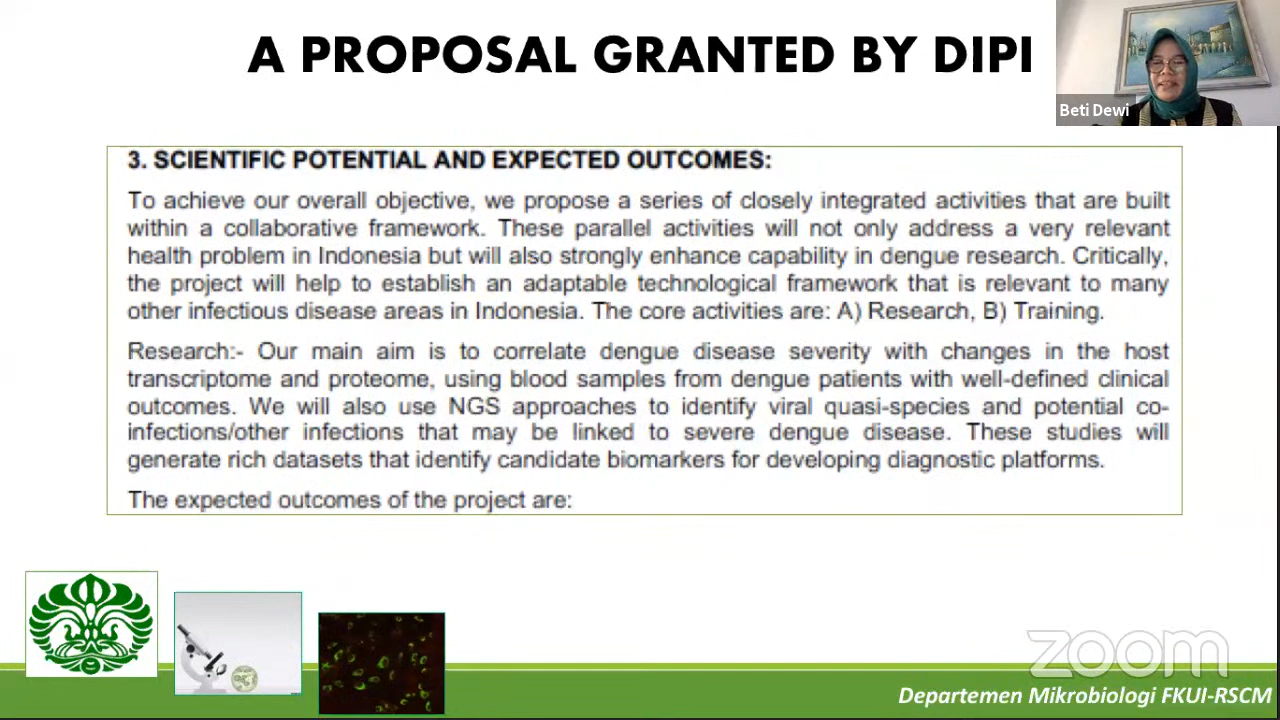 A PROPOSAL GRANTED BY DIPI
Beti Dewi
3. SCIENTIFIC POTENTIAL AND EXPECTED OUTCOMES:
To achieve our overall objective, we propose a series of closely integrated activities that are built
within a collaborative framework. These parallel activities will not only address a very relevant
health problem in Indonesia but will also strongly enhance capability in dengue research. Critically,
the project will help to establish an adaptable technological framework that is relevant to many
other infectious disease areas in Indonesia. The core activities are: A) Research, B) Training.
Research:- Our main aim is to correlate dengue disease severity with changes in the host
transcriptome and proteome, using blood samples from dengue patients with well-defined clinical
outcomes. We will also use NGS approaches to identify viral quasi-species and potential co-
infections/other infections that may be linked to severe dengue disease. These studies will
generate rich datasets that identify candidate biomarkers for developing diagnostic platforms.
The expected outcomes of the project are:
zoom
Departemen Mikrobiologi FKUI-RSCM